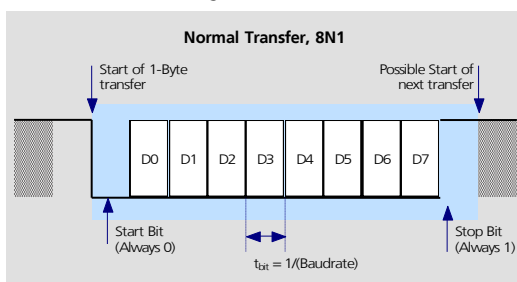 Normal Transfer, 8N1
Start of 1-Byte
transfer
Possible Start of
next transfer
D0 D1 D2 D3 D4 D5 D6 D7
Start Bit
(Always 0)
Stop Bit
(Always 1)
tbit = 1/(Baudrate)